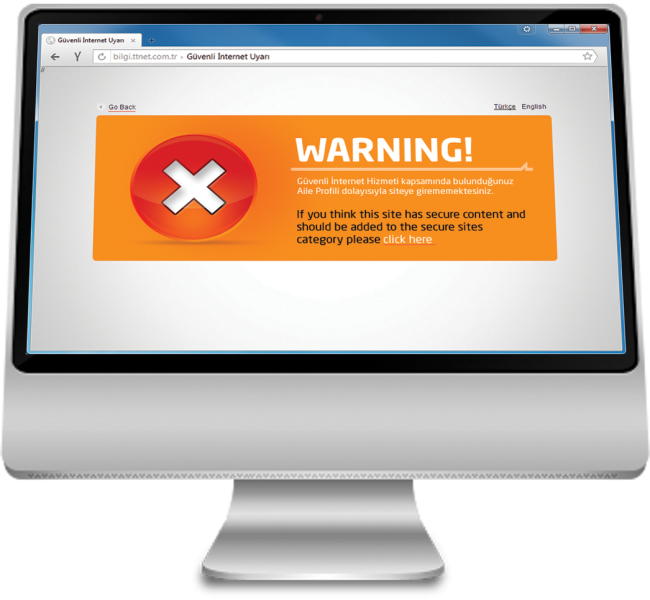 Güvenli İnternet Uyarı
bilgi.ttnet.com.tr Güvenli İnternet Uyarı
//
Go Back
Türkçe English
WARNING!
Güvenli İnternet Hizmeti kapsamında bulunduğunuz
Aile Profili dolayısıyla siteye girememektesiniz.
If you think this site has secure content and
should be added to the secure sites
category please click here